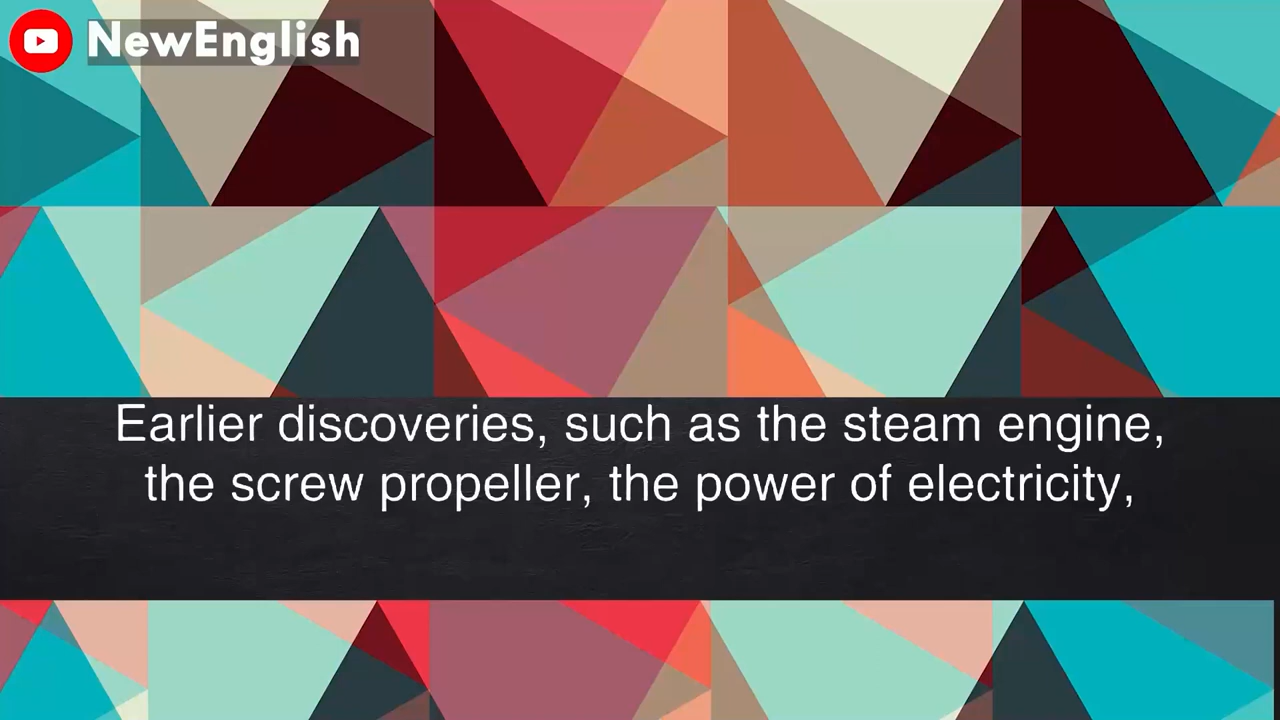 NewEnglish
Earlier discoveries, such as the steam engine,
the screw propeller, the power of electricity,